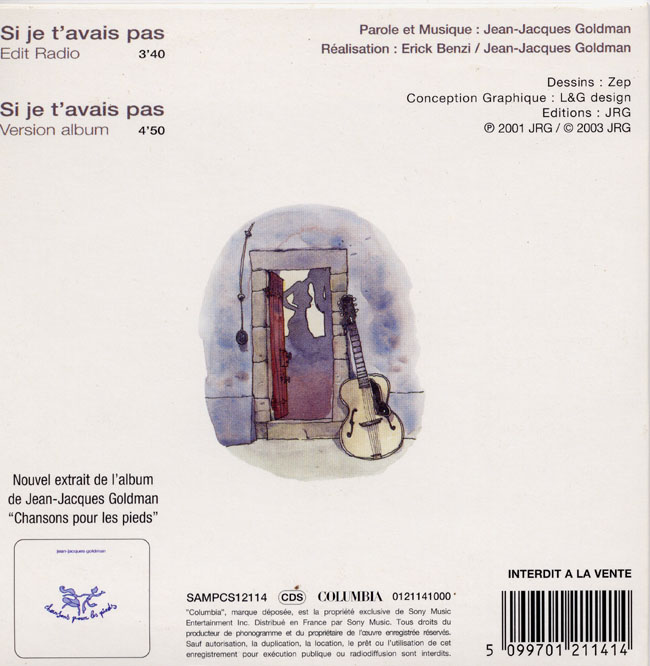 Si je t'avais pas
Edit Radio 3'40
Si je t'avais pas
Version album 4'50
Parole et Musique : Jean-Jacques Goldman
Réalisation : Erick Benzi / Jean-Jacques Goldman
Dessins : Zep
Conception Graphique : L&G design
Editions : JRG
℗ 2001 JRG / © 2003 JRG
Nouvel extrait de l'album
de Jean-Jacques Goldman
“Chansons pour les pieds”
jean-jacques goldman
chansons pour les pieds
SAMPCS12114 CDS COLUMBIA 0121141000
"Columbia", marque déposée, est la propriété exclusive de Sony Music
Entertainment Inc. Distribué en France par Sony Music. Tous droits du
producteur de phonogramme et du propriétaire de l'œuvre enregistrée réservés.
Sauf autorisation, la duplication, la location, le prêt ou l'utilisation de cet
enregistrement pour exécution publique ou radiodiffusion sont interdits.
INTERDIT A LA VENTE
5 099701 211414